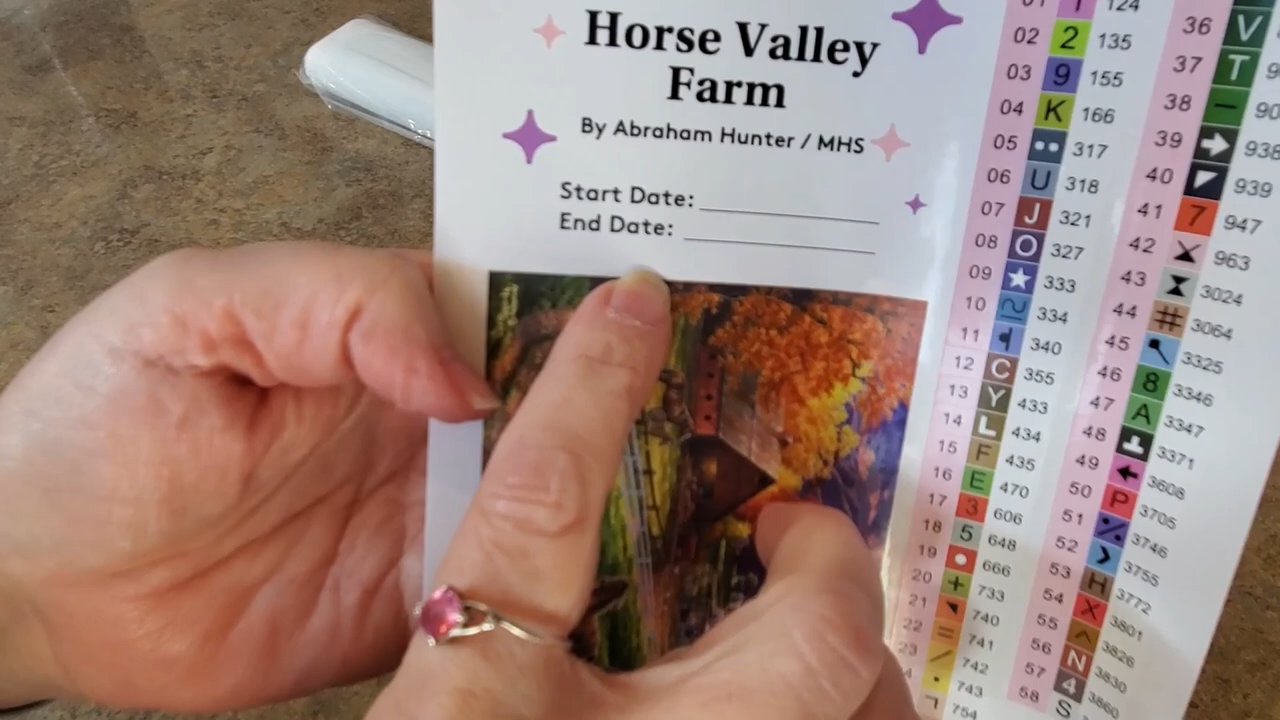 Horse Valley
Farm
By Abraham Hunter / MHS
Start Date:
End Date:
01 124
02 2 135
03 9 155
04 K 166
05 317
06 U 318
07 J 321
08 O 327
09 333
10 334
11 340
12 C 355
13 Y 433
14 L 434
15 F 435
16 E 470
17 3 606
18 5 648
19 666
20 + 733
21 740
22 = 741
23 / 742
743
754
36 V
37 T
38 –
39 938
40 939
41 7 947
42 963
43 3024
44 # 3064
45 3325
46 8 3346
47 A 3347
48 3371
49 3608
50 P 3705
51 3746
52 3755
53 H 3772
54 X 3801
55 ^ 3826
56 N 3830
57 4 3860
58 S